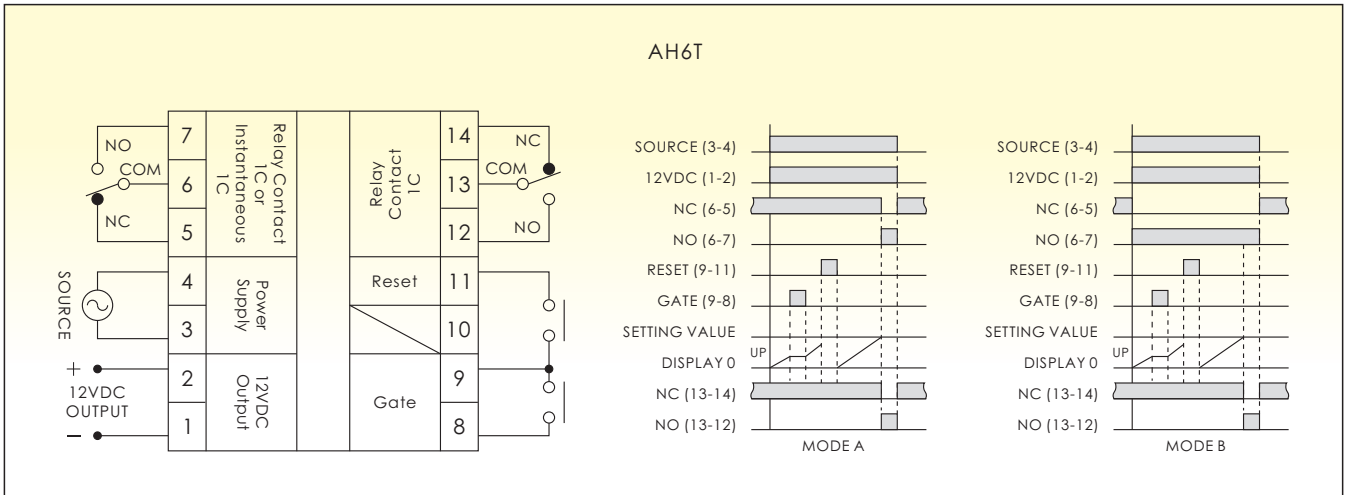 AH6T
7
6
5
4
3
2
1
NO
COM
NC
SOURCE
+
12VDC
OUTPUT
−
Relay Contact
1C or
Instantaneous
1C
Power
Supply
12VDC
Output
Relay
Contact
1C
Reset
Gate
14
13
12
11
10
9
8
NC
COM
NO
SOURCE (3-4)
12VDC (1-2)
NC (6-5)
NO (6-7)
RESET (9-11)
GATE (9-8)
SETTING VALUE
UP
DISPLAY 0
NC (13-14)
NO (13-12)
MODE A
SOURCE (3-4)
12VDC (1-2)
NC (6-5)
NO (6-7)
RESET (9-11)
GATE (9-8)
SETTING VALUE
UP
DISPLAY 0
NC (13-14)
NO (13-12)
MODE B